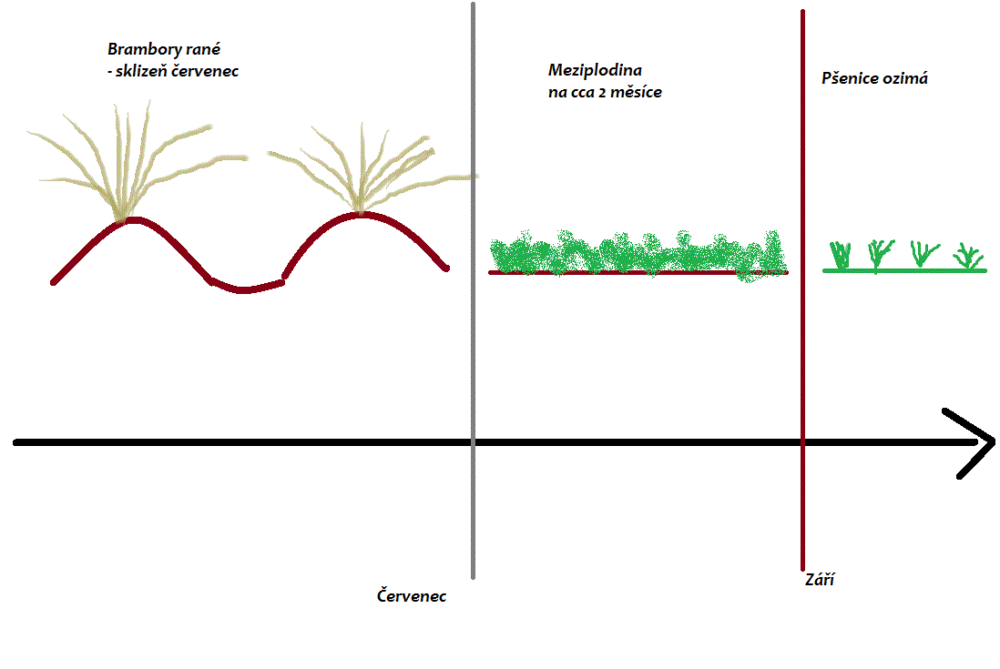 Brambory rané
- sklizeň červenec
Meziplodina
na cca 2 měsíce
Pšenice ozimá
Červenec
Září